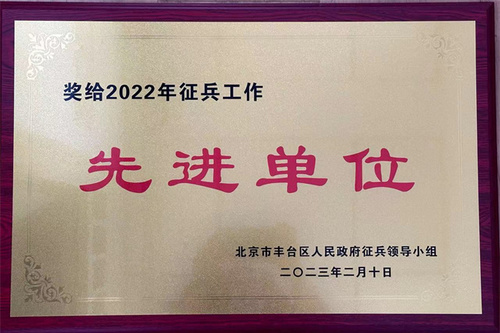 奖给2022年征兵工作
先进单位
北京市丰台区人民政府征兵领导小组
二〇二三年二月十日